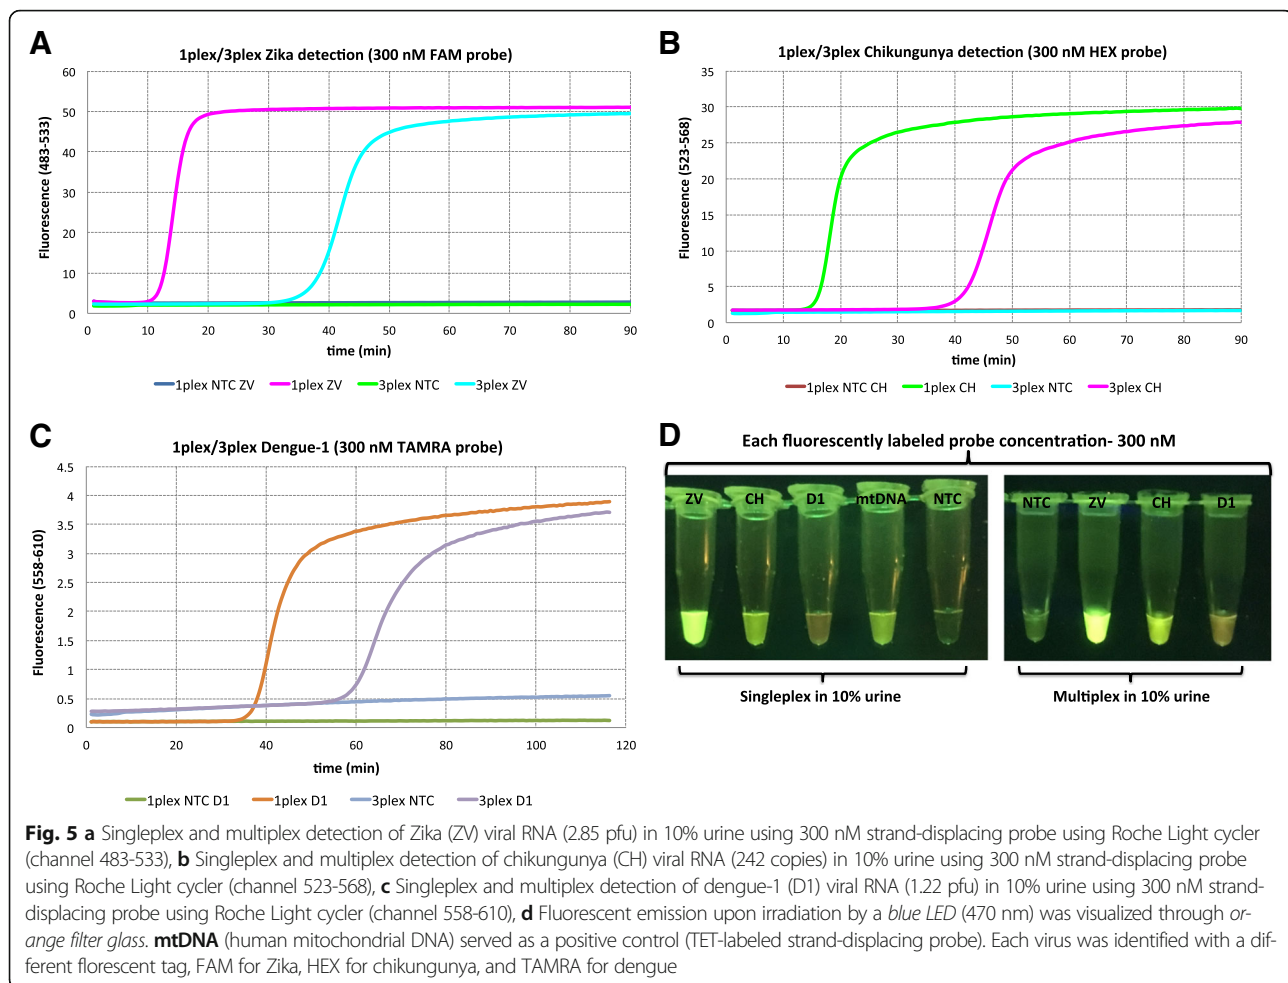 A
1plex/3plex Zika detection (300 nM FAM probe)
Fluorescence (483-533)
60
50
40
30
20
10
0
0 10 20 30 40 50 60 70 80 90
time (min)
1plex NTC ZV 1plex ZV 3plex NTC 3plex ZV
B
1plex/3plex Chikungunya detection (300 nM HEX probe)
Fluorescence (523-568)
35
30
25
20
15
10
5
0
0 10 20 30 40 50 60 70 80 90
time (min)
1plex NTC CH 1plex CH 3plex NTC 3plex CH
C
1plex/3plex Dengue-1 (300 nM TAMRA probe)
Fluorescence (558-610)
4.5
4
3.5
3
2.5
2
1.5
1
0.5
0
0 20 40 60 80 100 120
time (min)
1plex NTC D1 1plex D1 3plex NTC 3plex D1
D
Each fluorescently labeled probe concentration- 300 nM
ZV CH D1 mtDNA NTC
NTC ZV CH D1
Singleplex in 10% urine
Multiplex in 10% urine
Fig. 5 a Singleplex and multiplex detection of Zika (ZV) viral RNA (2.85 pfu) in 10% urine using 300 nM strand-displacing probe using Roche Light cycler
(channel 483-533), b Singleplex and multiplex detection of chikungunya (CH) viral RNA (242 copies) in 10% urine using 300 nM strand-displacing probe
using Roche Light cycler (channel 523-568), c Singleplex and multiplex detection of dengue-1 (D1) viral RNA (1.22 pfu) in 10% urine using 300 nM strand-
displacing probe using Roche Light cycler (channel 558-610), d Fluorescent emission upon irradiation by a blue LED (470 nm) was visualized through or-
ange filter glass. mtDNA (human mitochondrial DNA) served as a positive control (TET-labeled strand-displacing probe). Each virus was identified with a dif-
ferent florescent tag, FAM for Zika, HEX for chikungunya, and TAMRA for dengue